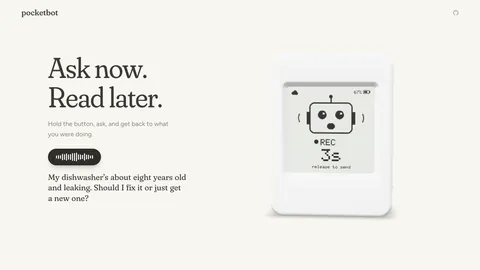 pocketbot
Ask now.
Read later.
Hold the button, ask, and get back to what
you were doing
My dishwasher's about eight years old
and leaking. Should I fix it or just get
a new one?
67%
REC
3s
release to send